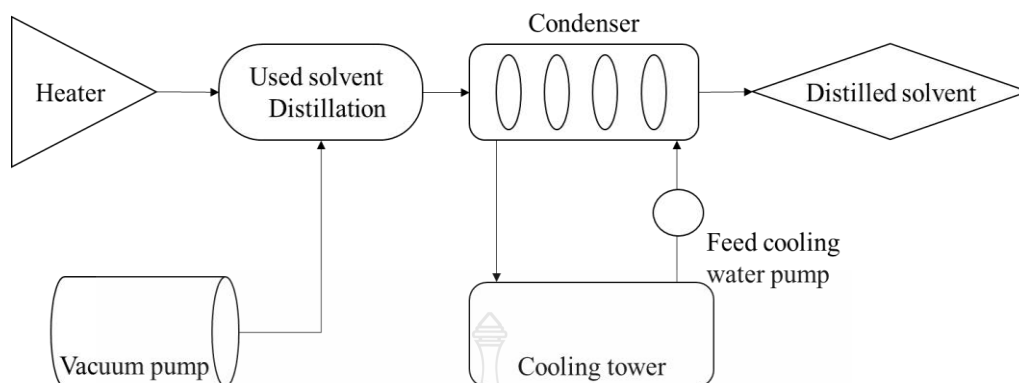 Condenser
Heater
Used solvent
Distillation
Distilled solvent
Feed cooling
water pump
Vacuum pump
Cooling tower